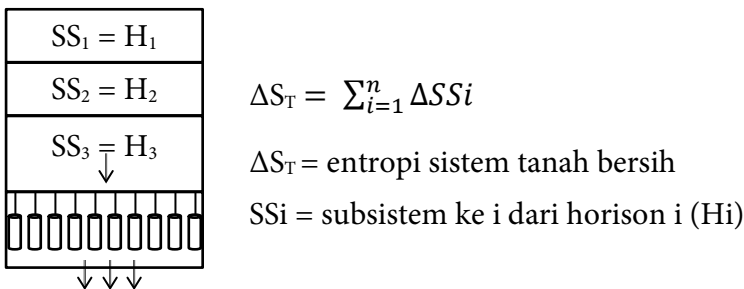 SS₁ = H₁
SS₂ = H₂
SS₃ = H₃
ΔS_T = ∑ⁿᵢ₌₁ ΔSSi
ΔS_T = entropi sistem tanah bersih
SSi = subsistem ke i dari horison i (Hi)